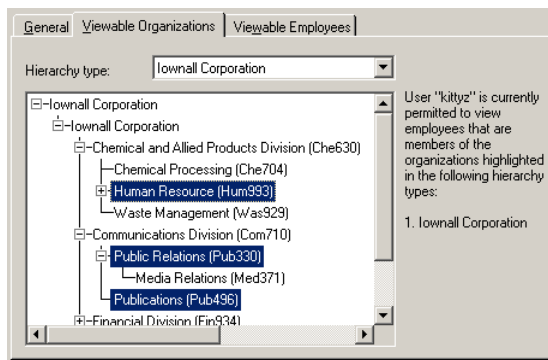 General Viewable Organizations Viewable Employees
Hierarchy type: Iownall Corporation
Iownall Corporation
Iownall Corporation
Chemical and Allied Products Division (Che630)
Chemical Processing (Che704)
Human Resource (Hum993)
Waste Management (Was929)
Communications Division (Com710)
Public Relations (Pub330)
Media Relations (Med371)
Publications (Pub496)
Financial Division (Fin934)
User "kittyz" is currently
permitted to view
employees that are
members of the
organizations highlighted
in the following hierarchy
types:
1. Iownall Corporation